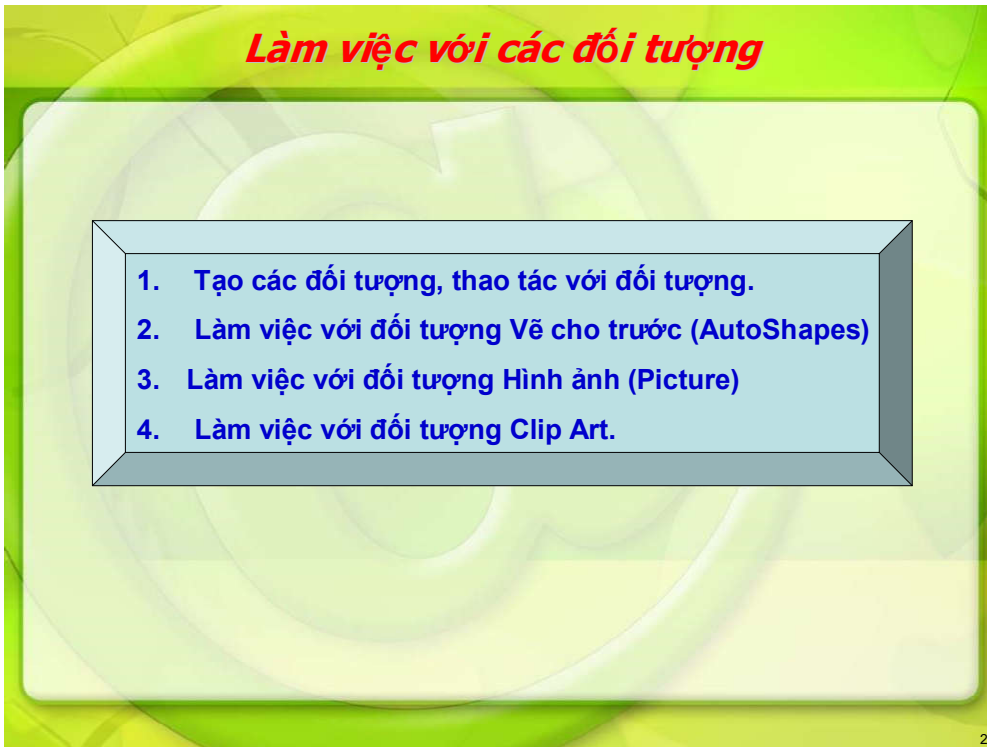 Làm việc với các đối tượng
1. Tạo các đối tượng, thao tác với đối tượng.
2. Làm việc với đối tượng Vẽ cho trước (AutoShapes)
3. Làm việc với đối tượng Hình ảnh (Picture)
4. Làm việc với đối tượng Clip Art.
2